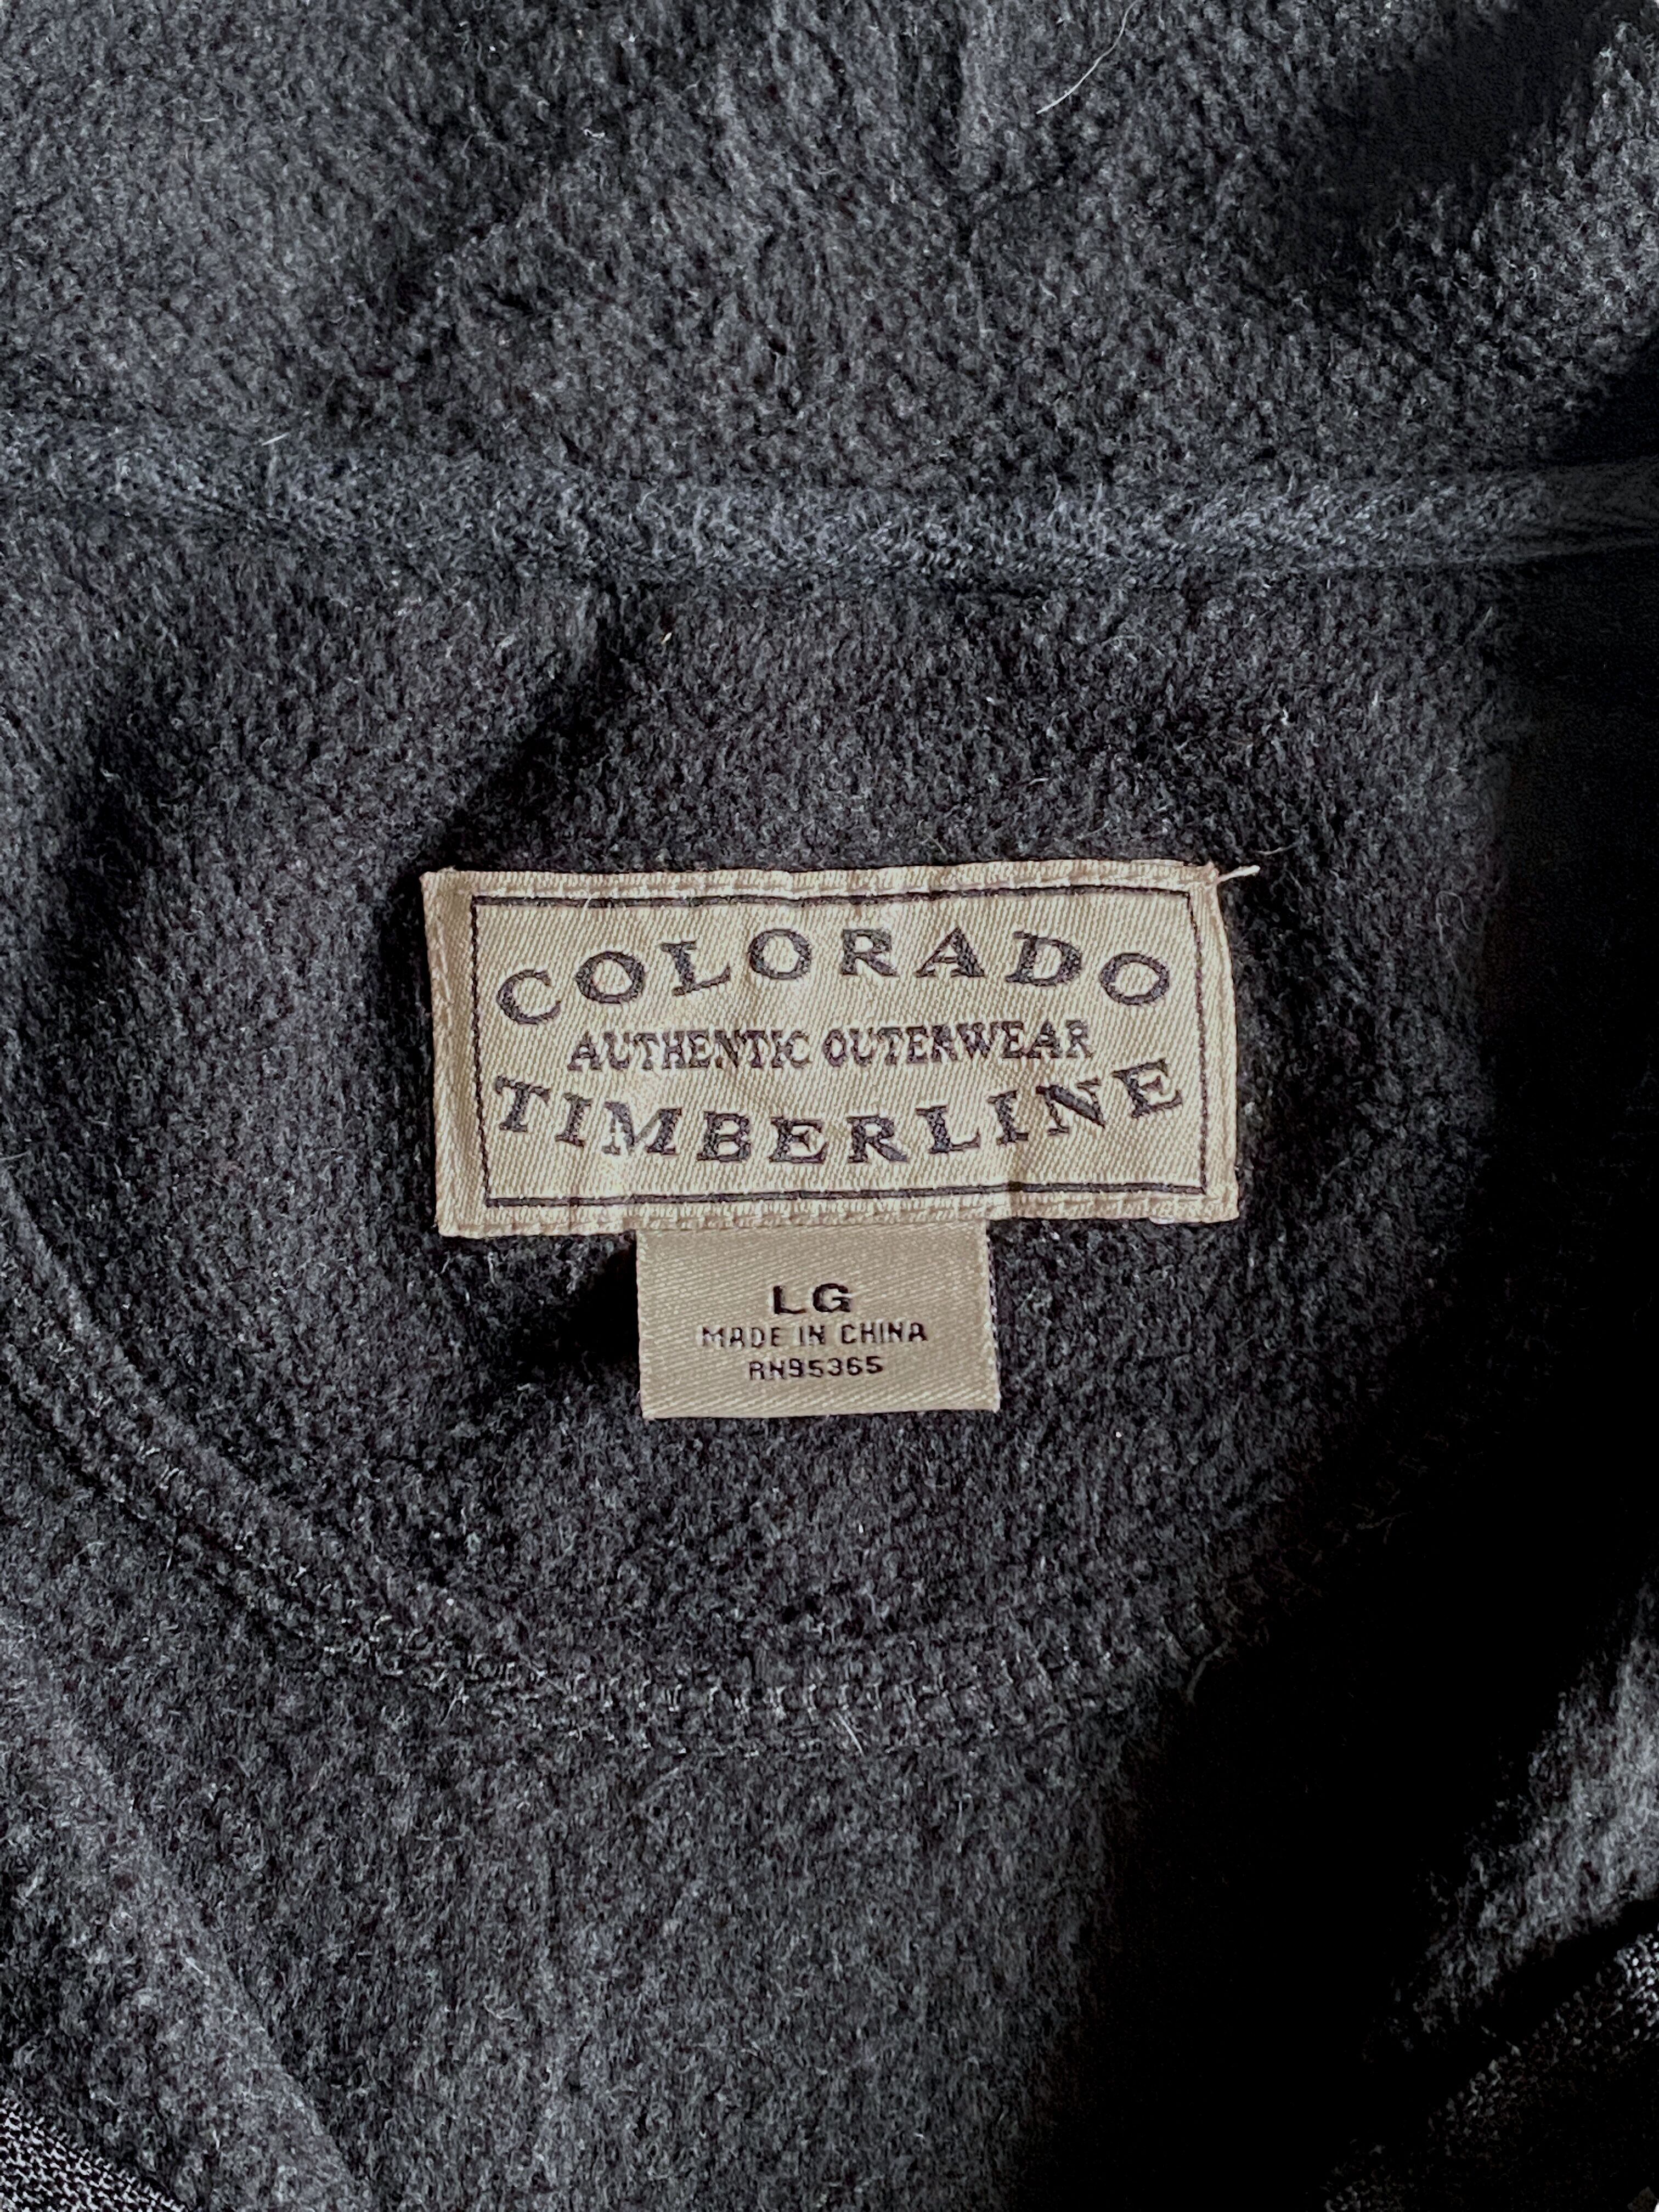 COLORADO
AUTHENTIC OUTERWEAR
TIMBERLINE
LG
MADE IN CHINA
RN95365